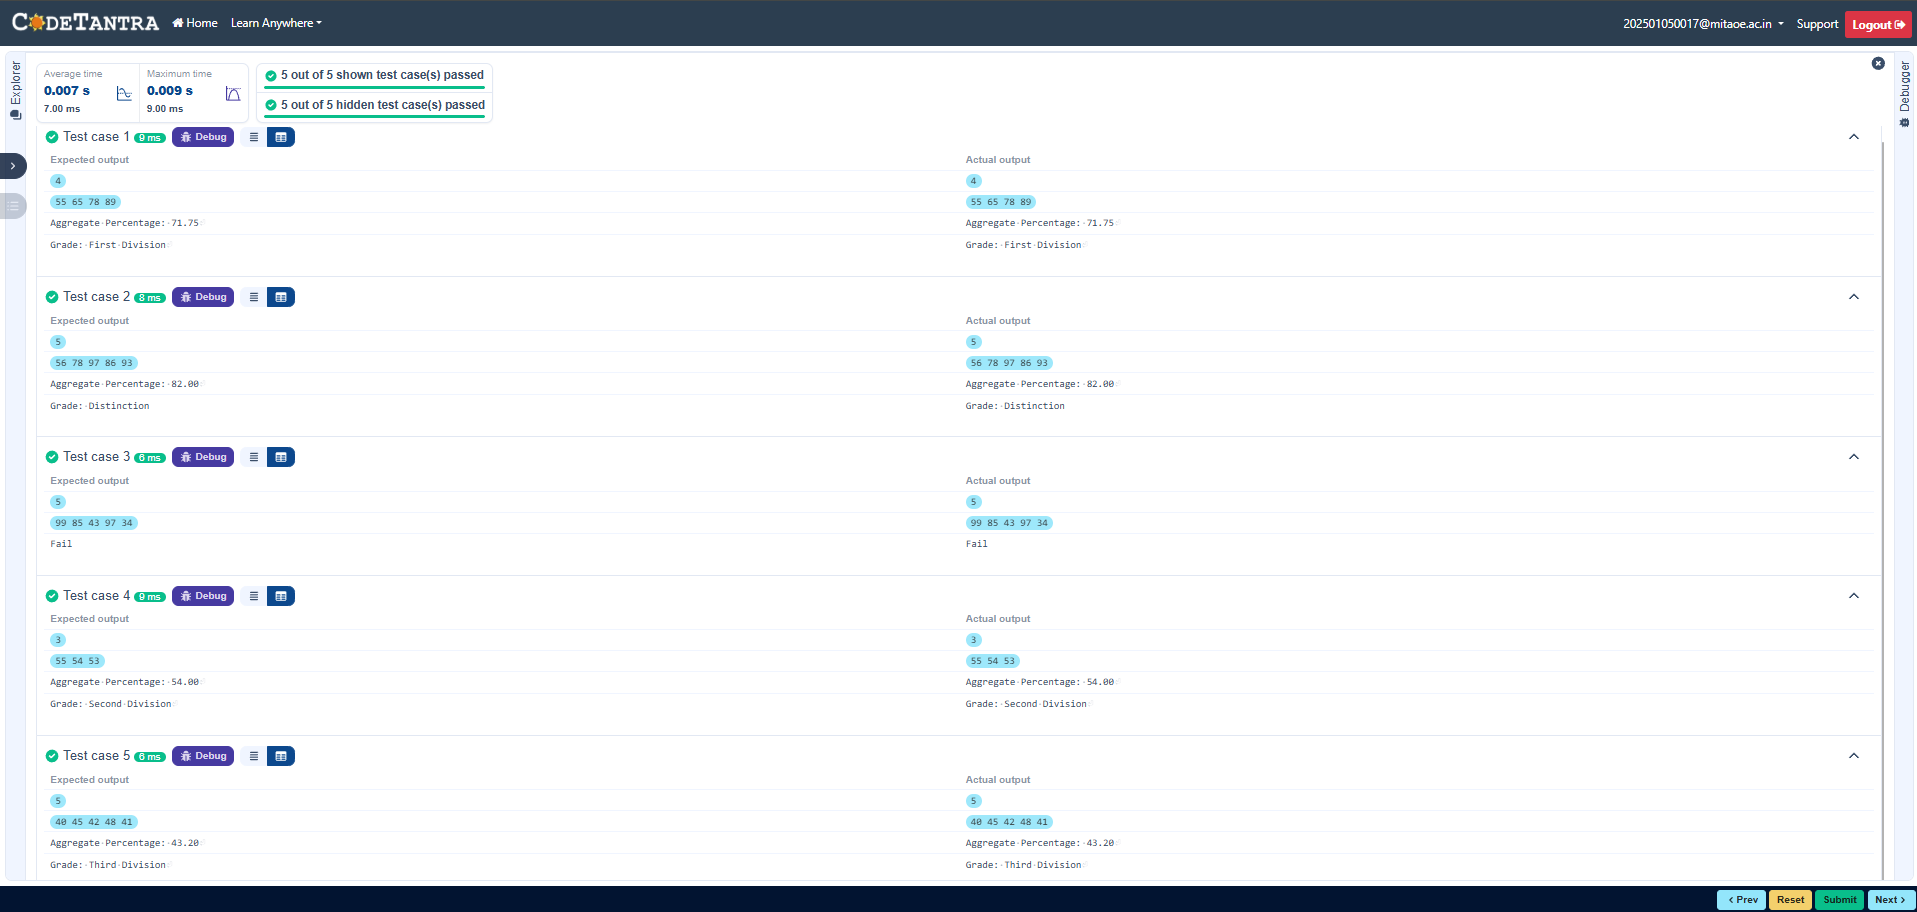 CODETANTRA Home Learn Anywhere 202501050017@mitaoe.ac.in Support Logout
Explorer
Debugger
Average time Maximum time
0.007 s 0.009 s
7.00 ms 9.00 ms
5 out of 5 shown test case(s) passed
5 out of 5 hidden test case(s) passed
Test case 1 9 ms Debug
Expected output Actual output
4 4
55 65 78 89 55 65 78 89
Aggregate·Percentage:·71.75 Aggregate·Percentage:·71.75
Grade:·First·Division Grade:·First·Division
Test case 2 8 ms Debug
Expected output Actual output
5 5
56 78 97 86 93 56 78 97 86 93
Aggregate·Percentage:·82.00 Aggregate·Percentage:·82.00
Grade:·Distinction Grade:·Distinction
Test case 3 6 ms Debug
Expected output Actual output
5 5
99 85 43 97 34 99 85 43 97 34
Fail Fail
Test case 4 9 ms Debug
Expected output Actual output
3 3
55 54 53 55 54 53
Aggregate·Percentage:·54.00 Aggregate·Percentage:·54.00
Grade:·Second·Division Grade:·Second·Division
Test case 5 6 ms Debug
Expected output Actual output
5 5
40 45 42 48 41 40 45 42 48 41
Aggregate·Percentage:·43.20 Aggregate·Percentage:·43.20
Grade:·Third·Division Grade:·Third·Division
Prev Reset Submit Next